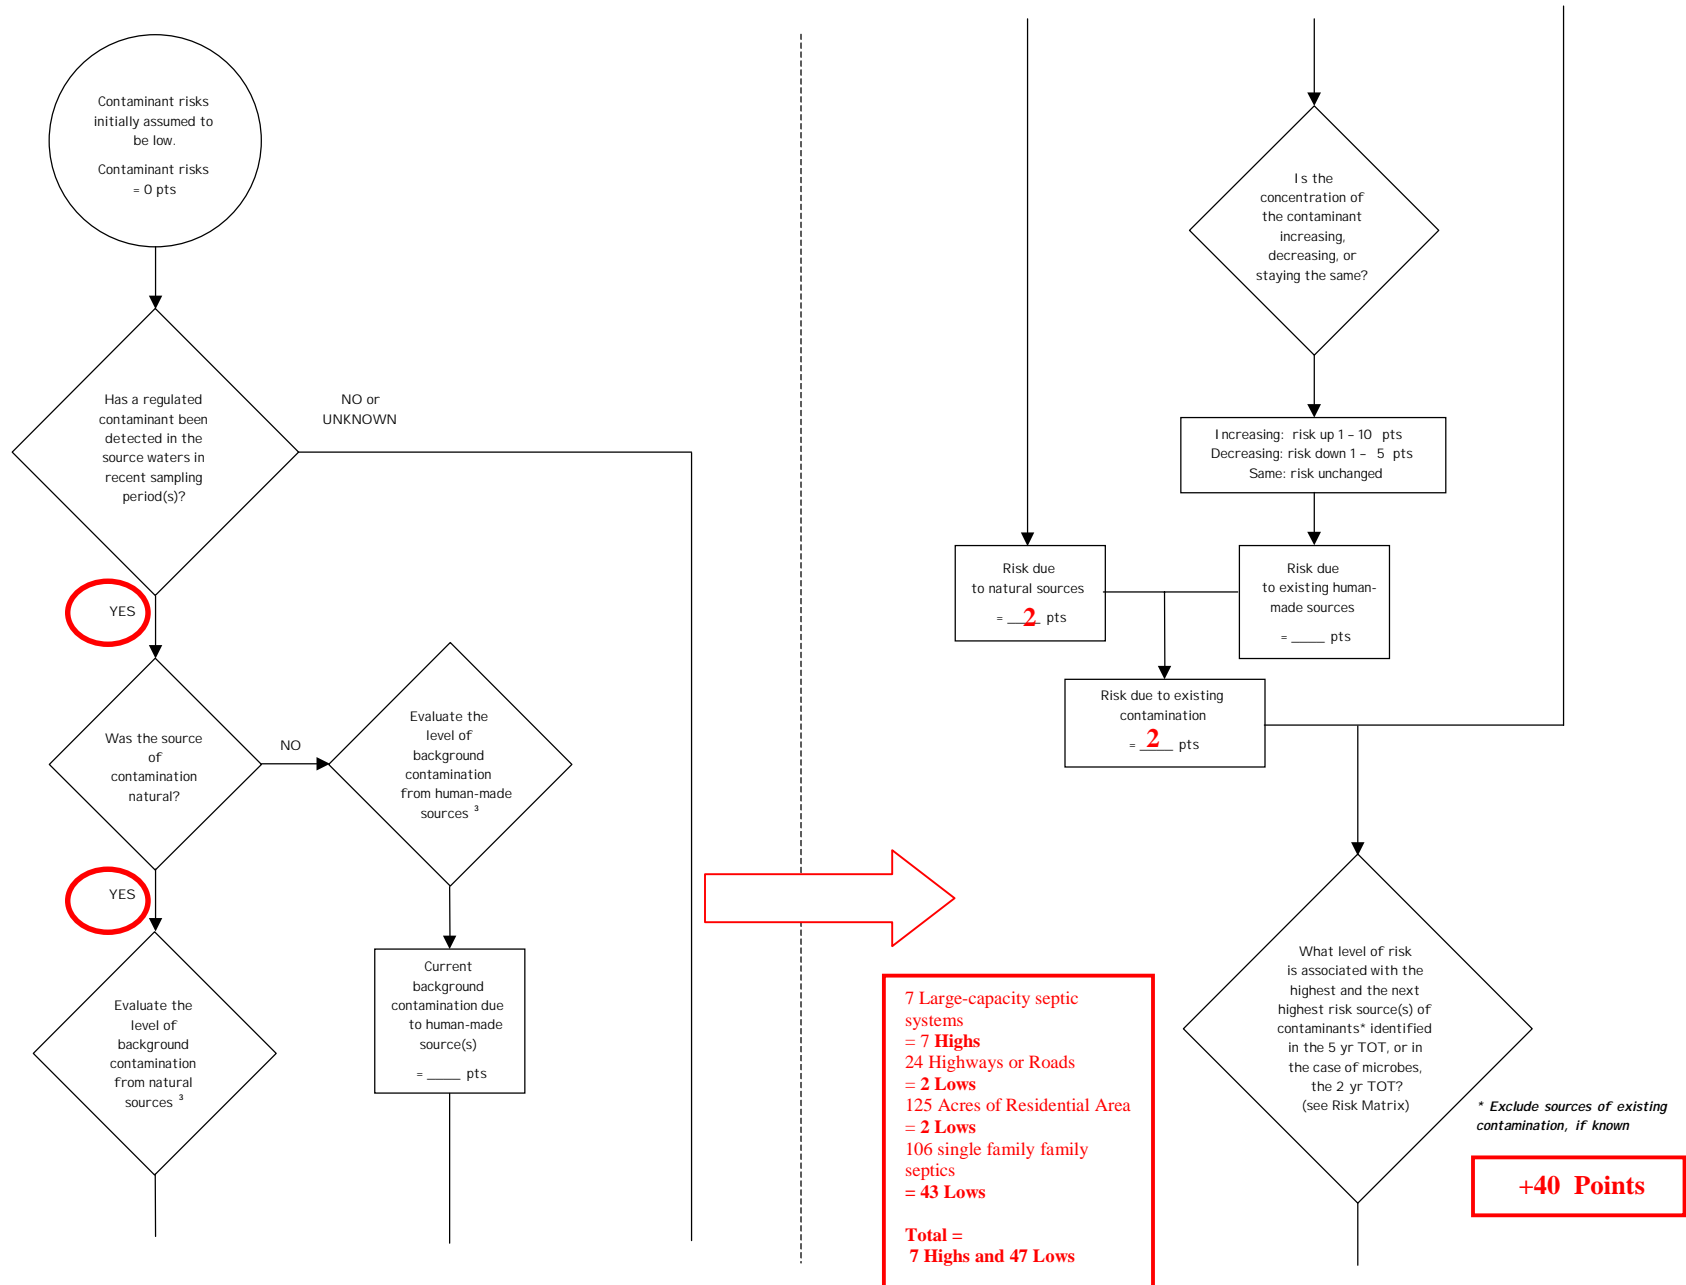 Contaminant risks
initially assumed to
be low.
Contaminant risks
= 0 pts
Has a regulated
contaminant been
detected in the
source waters in
recent sampling
period(s)?
NO or
UNKNOWN
YES
Was the source
of
contamination
natural?
NO
Evaluate the
level of
background
contamination
from human-made
sources ³
YES
Evaluate the
level of
background
contamination
from natural
sources ³
Current
background
contamination due
to human-made
source(s)
= _____ pts
Is the
concentration of
the contaminant
increasing,
decreasing, or
staying the same?
Increasing: risk up 1 – 10 pts
Decreasing: risk down 1 – 5 pts
Same: risk unchanged
Risk due
to natural sources
= __2__ pts
Risk due
to existing human-
made sources
= _____ pts
Risk due to existing
contamination
= __2__ pts
What level of risk
is associated with the
highest and the next
highest risk source(s) of
contaminants* identified
in the 5 yr TOT, or in
the case of microbes,
the 2 yr TOT?
(see Risk Matrix)
* Exclude sources of existing
contamination, if known
+40 Points
7 Large-capacity septic
systems
= 7 Highs
24 Highways or Roads
= 2 Lows
125 Acres of Residential Area
= 2 Lows
106 single family family
septics
= 43 Lows
Total =
7 Highs and 47 Lows